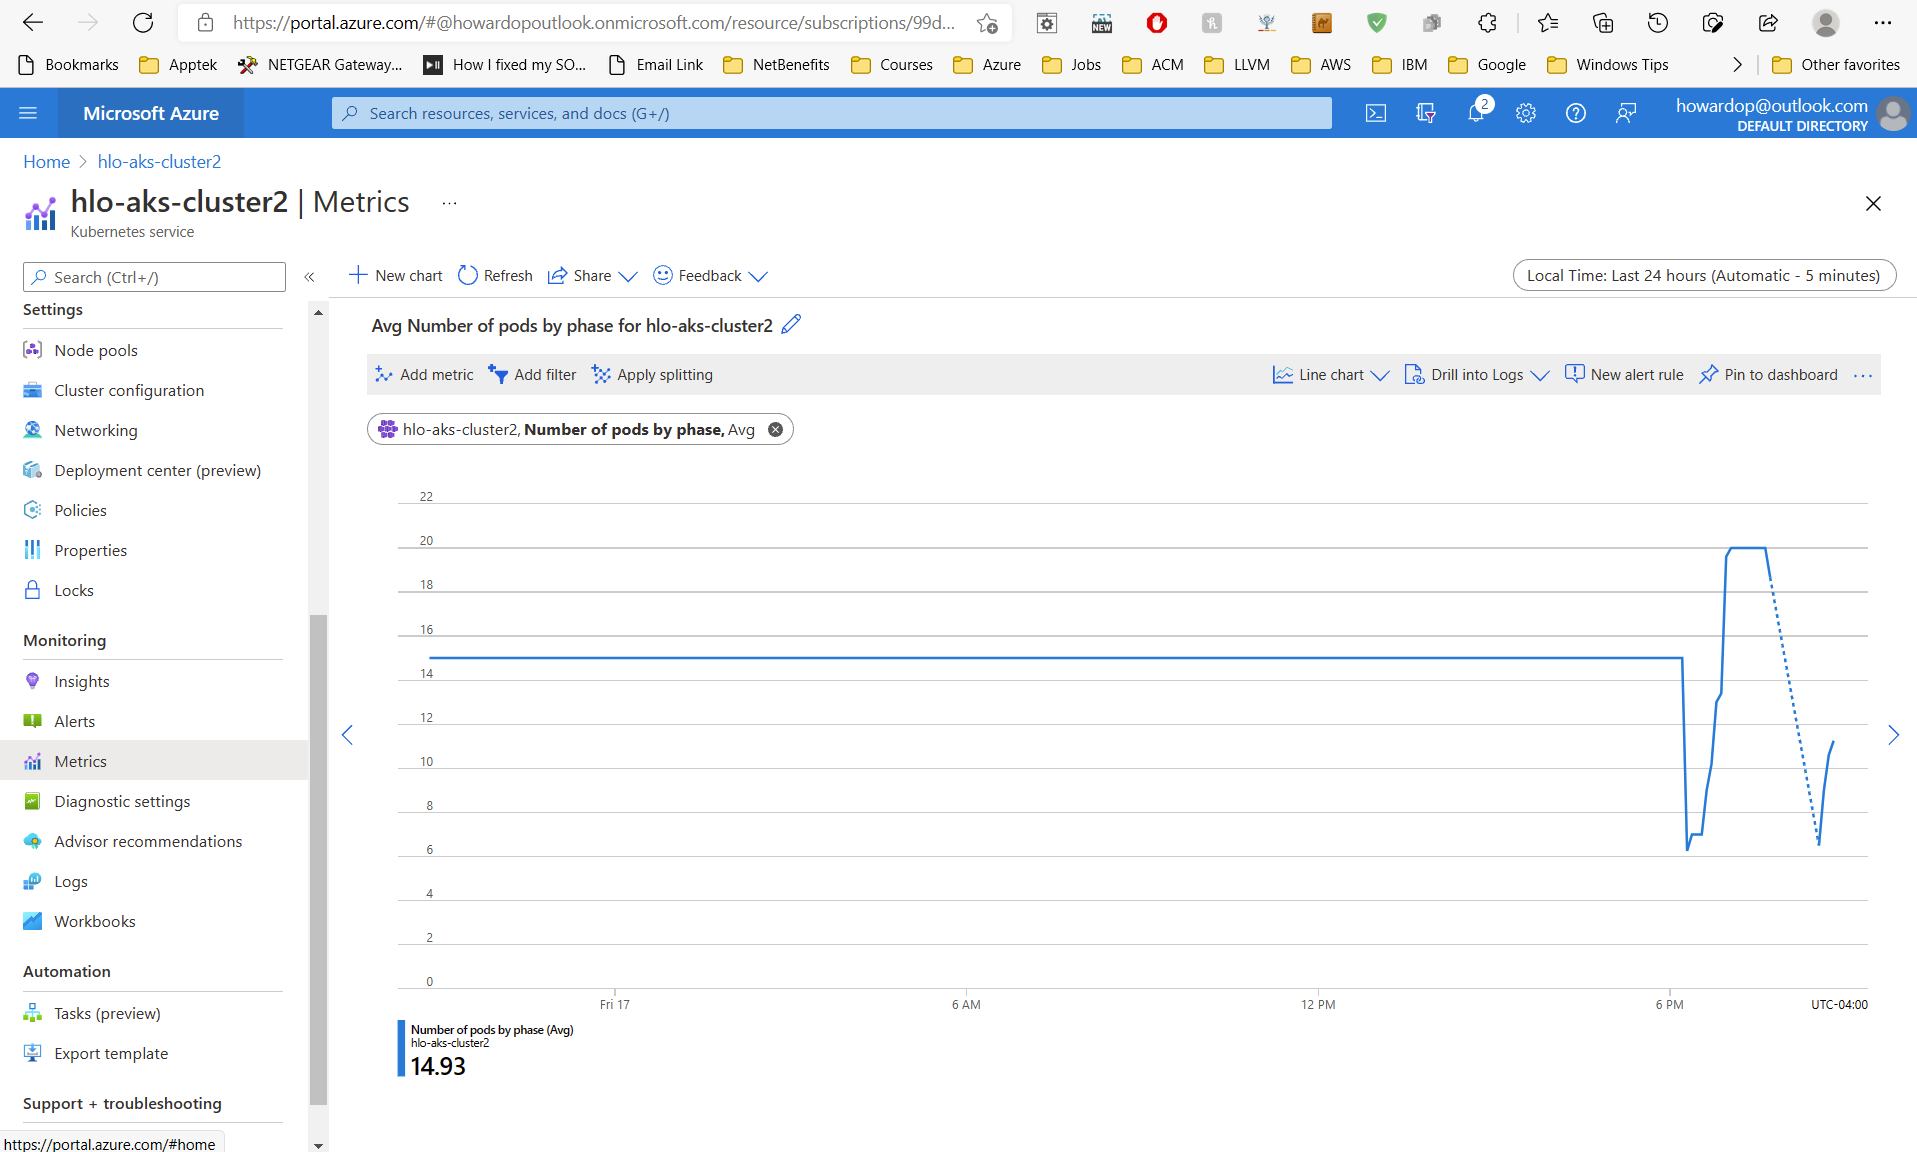 https://portal.azure.com/#@howardopoutlook.onmicrosoft.com/resource/subscriptions/99d...
NEW
Bookmarks Apptek NETGEAR Gateway... How I fixed my SO... Email Link NetBenefits Courses Azure Jobs ACM LLVM AWS IBM Google Windows Tips Other favorites
Microsoft Azure
Search resources, services, and docs (G+/)
2
howardop@outlook.com
DEFAULT DIRECTORY
Home > hlo-aks-cluster2
hlo-aks-cluster2 | Metrics ...
Kubernetes service
Search (Ctrl+/)
«
New chart Refresh Share Feedback
Local Time: Last 24 hours (Automatic - 5 minutes)
Settings
Node pools
Cluster configuration
Networking
Deployment center (preview)
Policies
Properties
Locks
Monitoring
Insights
Alerts
Metrics
Diagnostic settings
Advisor recommendations
Logs
Workbooks
Automation
Tasks (preview)
Export template
Support + troubleshooting
https://portal.azure.com/#home
Avg Number of pods by phase for hlo-aks-cluster2
Add metric Add filter Apply splitting
Line chart Drill into Logs New alert rule Pin to dashboard ...
hlo-aks-cluster2, Number of pods by phase, Avg
22
20
18
16
14
12
10
8
6
4
2
0
Fri 17 6 AM 12 PM 6 PM UTC-04:00
Number of pods by phase (Avg)
hlo-aks-cluster2
14.93